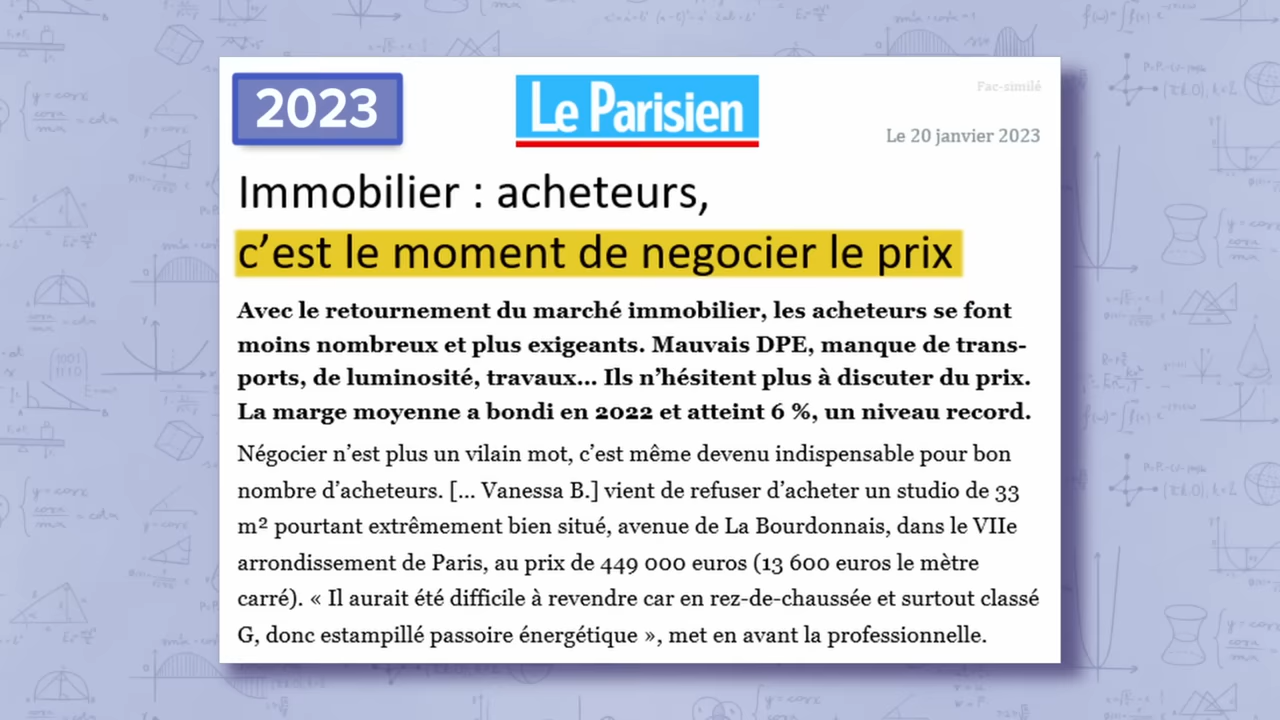 2023
Le Parisien
Fac-similé
Le 20 janvier 2023
Immobilier : acheteurs,
c’est le moment de negocier le prix
Avec le retournement du marché immobilier, les acheteurs se font
moins nombreux et plus exigeants. Mauvais DPE, manque de trans-
ports, de luminosité, travaux... Ils n’hésitent plus à discuter du prix.
La marge moyenne a bondi en 2022 et atteint 6 %, un niveau record.
Négocier n’est plus un vilain mot, c’est même devenu indispensable pour bon
nombre d’acheteurs. [... Vanessa B.] vient de refuser d’acheter un studio de 33
m² pourtant extrêmement bien situé, avenue de La Bourdonnais, dans le VIIe
arrondissement de Paris, au prix de 449 000 euros (13 600 euros le mètre
carré). « Il aurait été difficile à revendre car en rez-de-chaussée et surtout classé
G, donc estampillé passoire énergétique », met en avant la professionnelle.